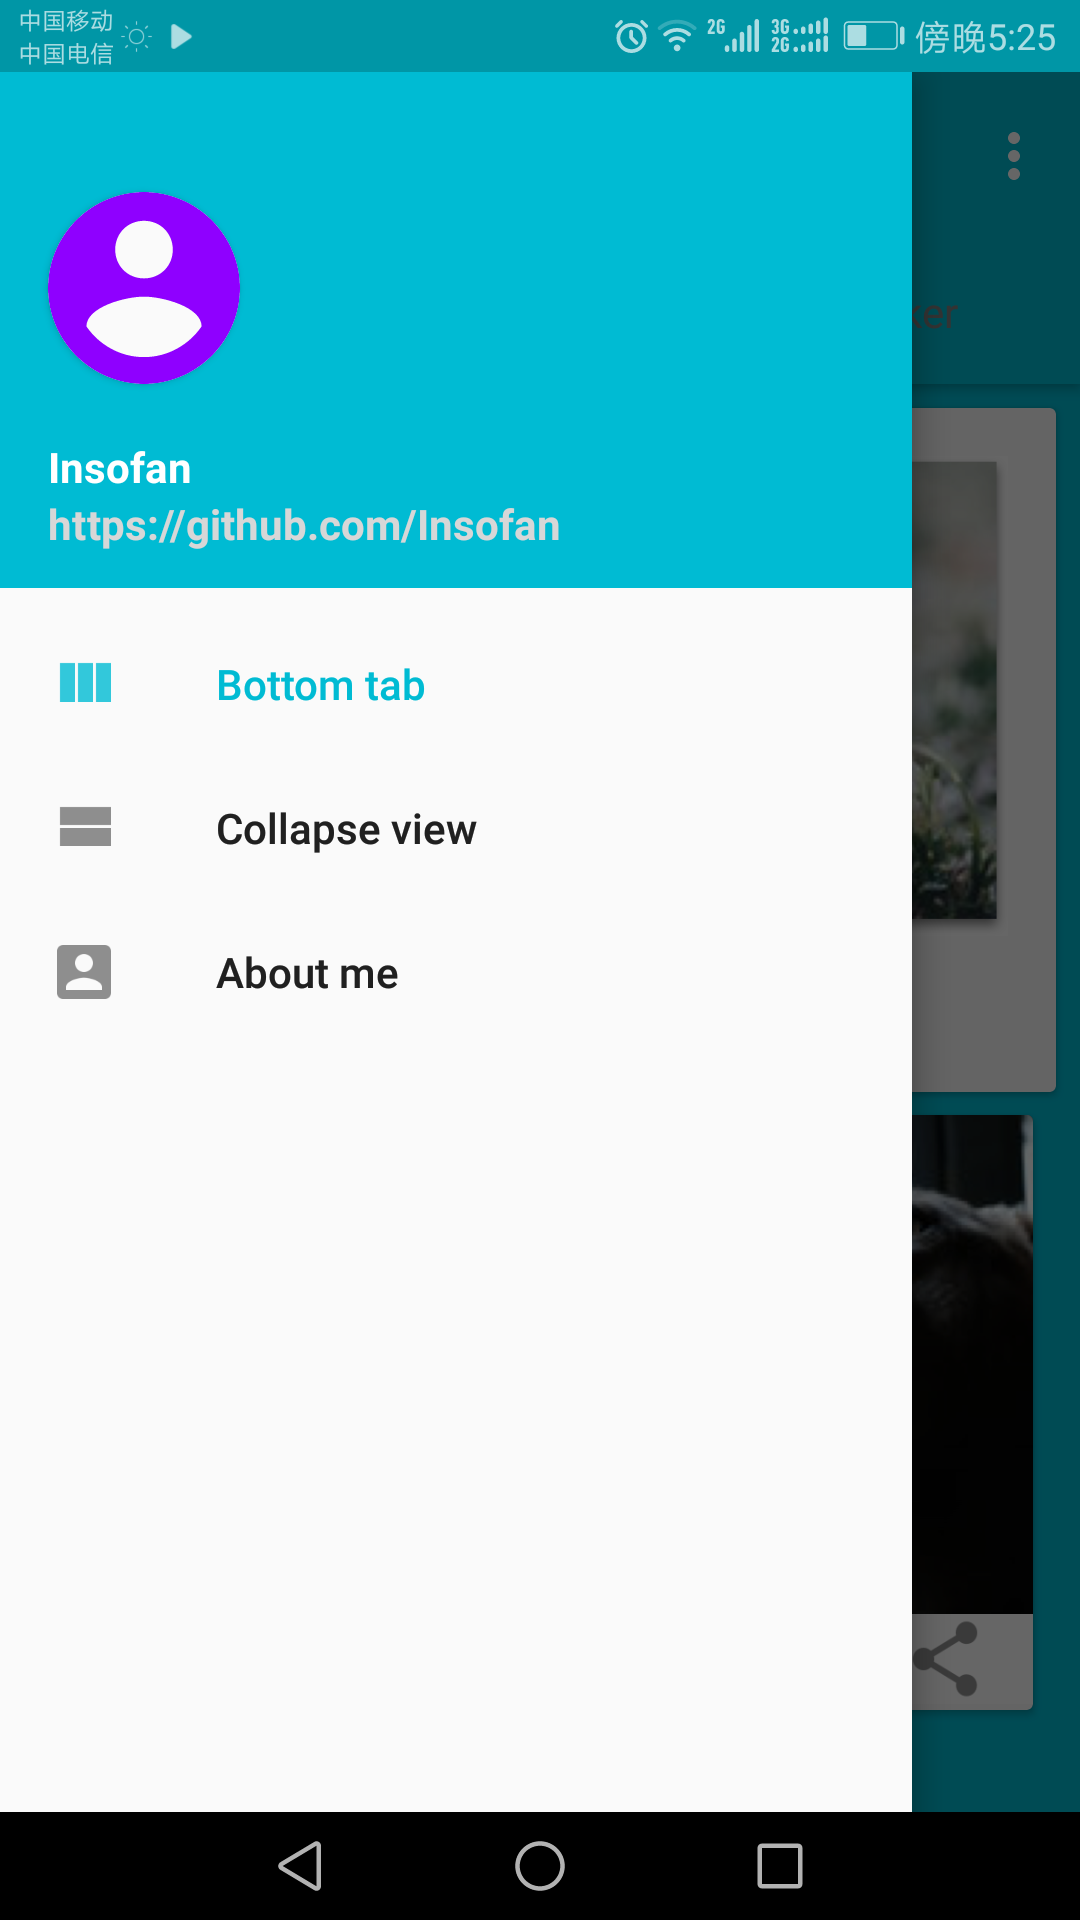 中国移动
中国电信
2G
3G
2G
傍晚5:25
ker
Insofan
https://github.com/Insofan
Bottom tab
Collapse view
About me